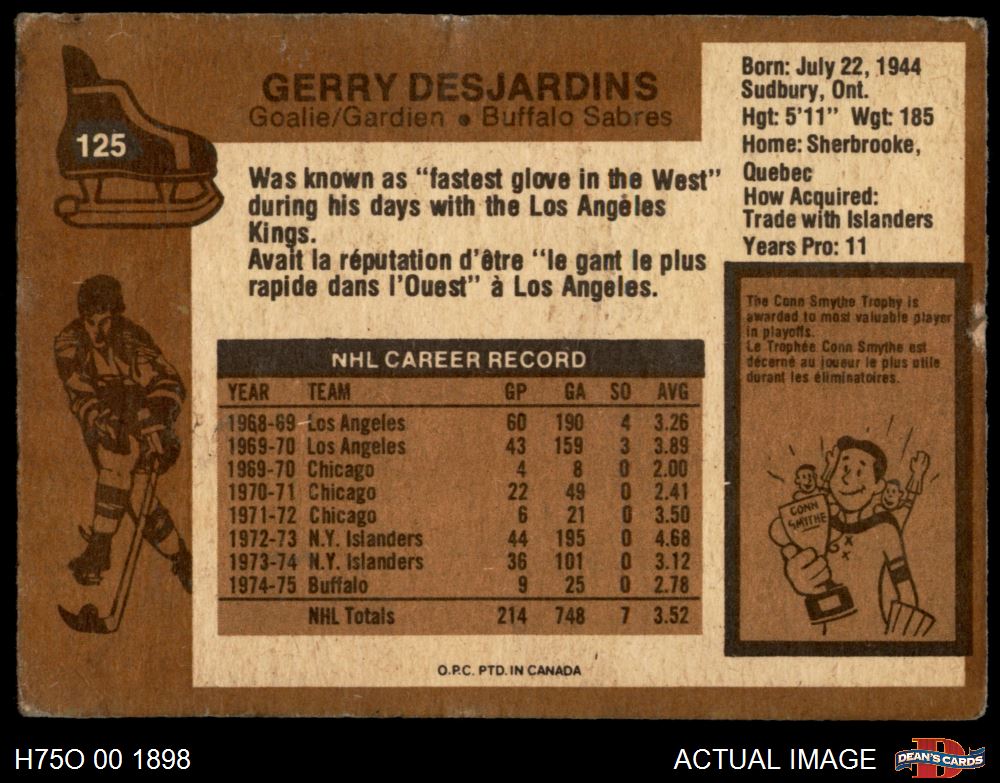 125
GERRY DESJARDINS
Goalie/Gardien • Buffalo Sabres
Born: July 22, 1944
Sudbury, Ont.
Hgt: 5'11" Wgt: 185
Home: Sherbrooke,
Quebec
How Acquired:
Trade with Islanders
Years Pro: 11
Was known as "fastest glove in the West"
during his days with the Los Angeles
Kings.
Avait la réputation d'être "le gant le plus
rapide dans l'Ouest" à Los Angeles.
The Conn Smythe Trophy is
awarded to most valuable player
in playoffs.
Le Trophée Conn Smythe est
décerné au joueur le plus utile
durant les éliminatoires.
CONN
SMYTHE
NHL CAREER RECORD
YEAR TEAM GP GA SO AVG
1968-69 Los Angeles 60 190 4 3.26
1969-70 Los Angeles 43 159 3 3.89
1969-70 Chicago 4 8 0 2.00
1970-71 Chicago 22 49 0 2.41
1971-72 Chicago 6 21 0 3.50
1972-73 N.Y. Islanders 44 195 0 4.68
1973-74 N.Y. Islanders 36 101 0 3.12
1974-75 Buffalo 9 25 0 2.78
NHL Totals 214 748 7 3.52
O.P.C. PTD. IN CANADA
H75O 00 1898
ACTUAL IMAGE
D
DEAN'S CARDS